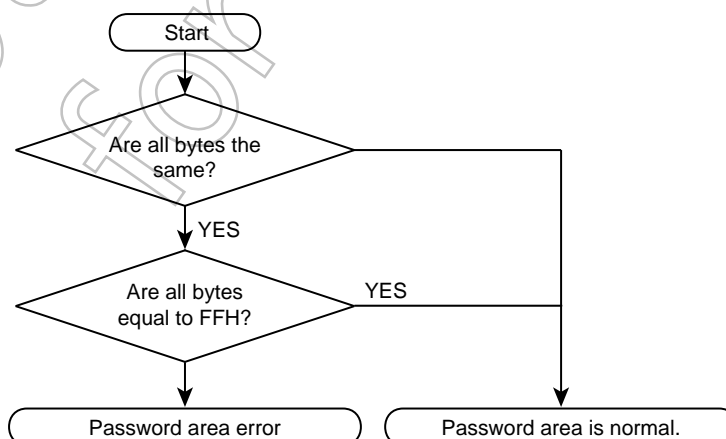 Start
Are all bytes the
same?
YES
Are all bytes
equal to FFH?
YES
Password area error
Password area is normal.
for